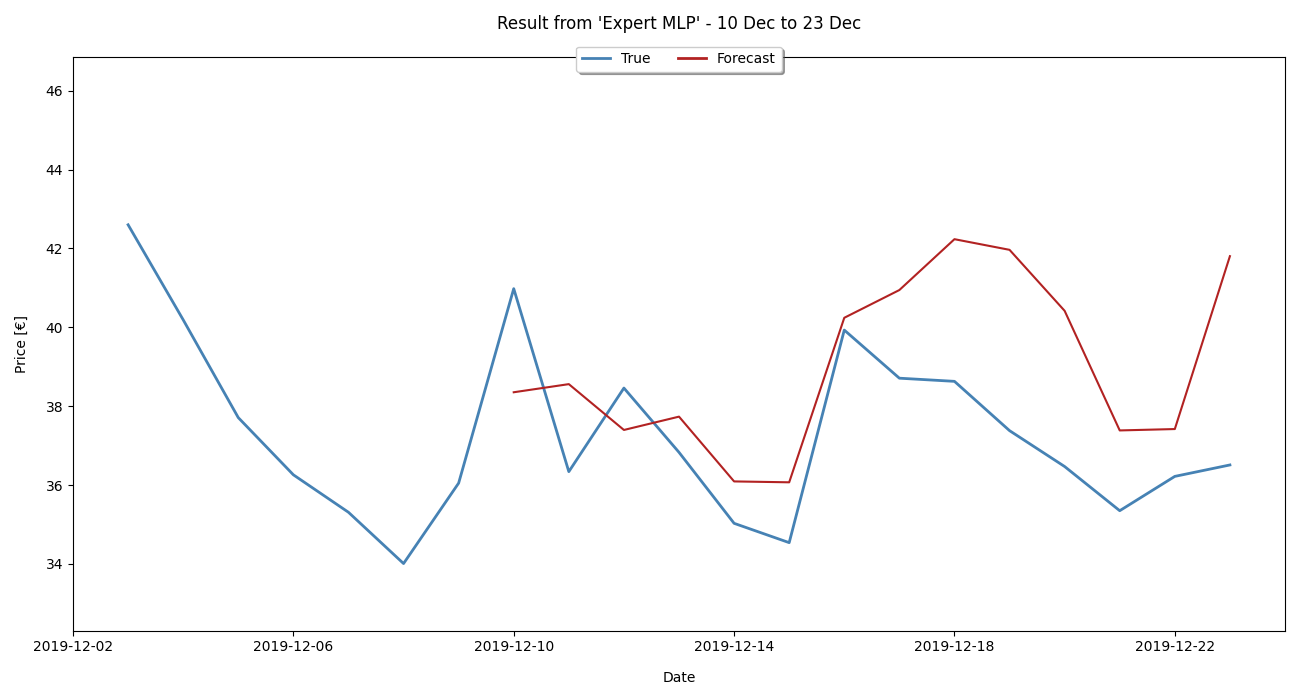 Result from 'Expert MLP' - 10 Dec to 23 Dec
True Forecast
46
44
42
40
38
36
34
Price [€]
2019-12-02 2019-12-06 2019-12-10 2019-12-14 2019-12-18 2019-12-22
Date